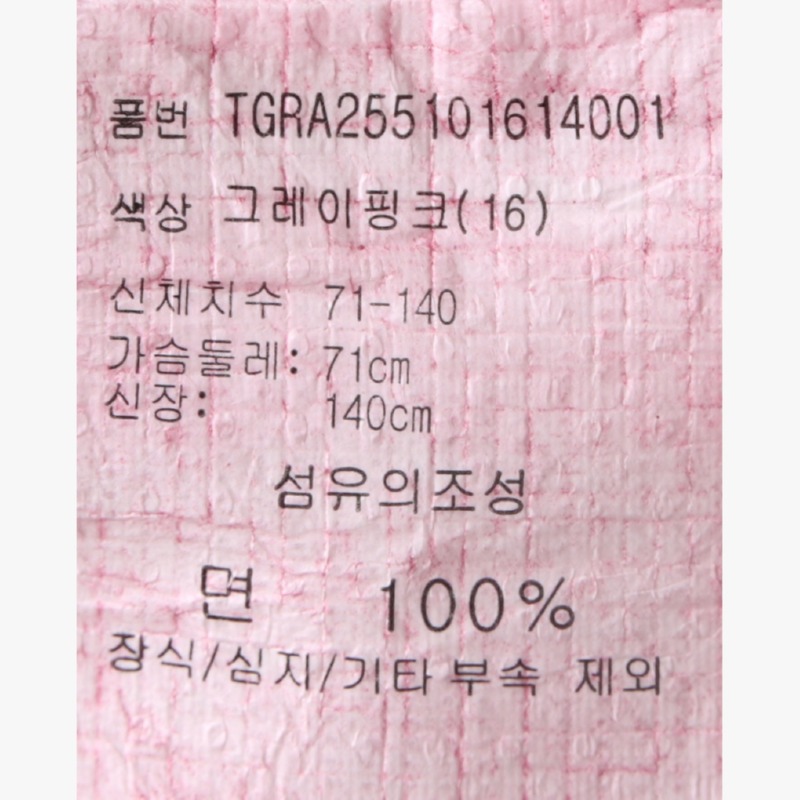 품번 TGRA255101614001
색상 그레이핑크(16)
신체치수 71-140
가슴둘레: 71cm
신장: 140cm
섬유의조성
면 100%
장식/심지/기타 부속 제외